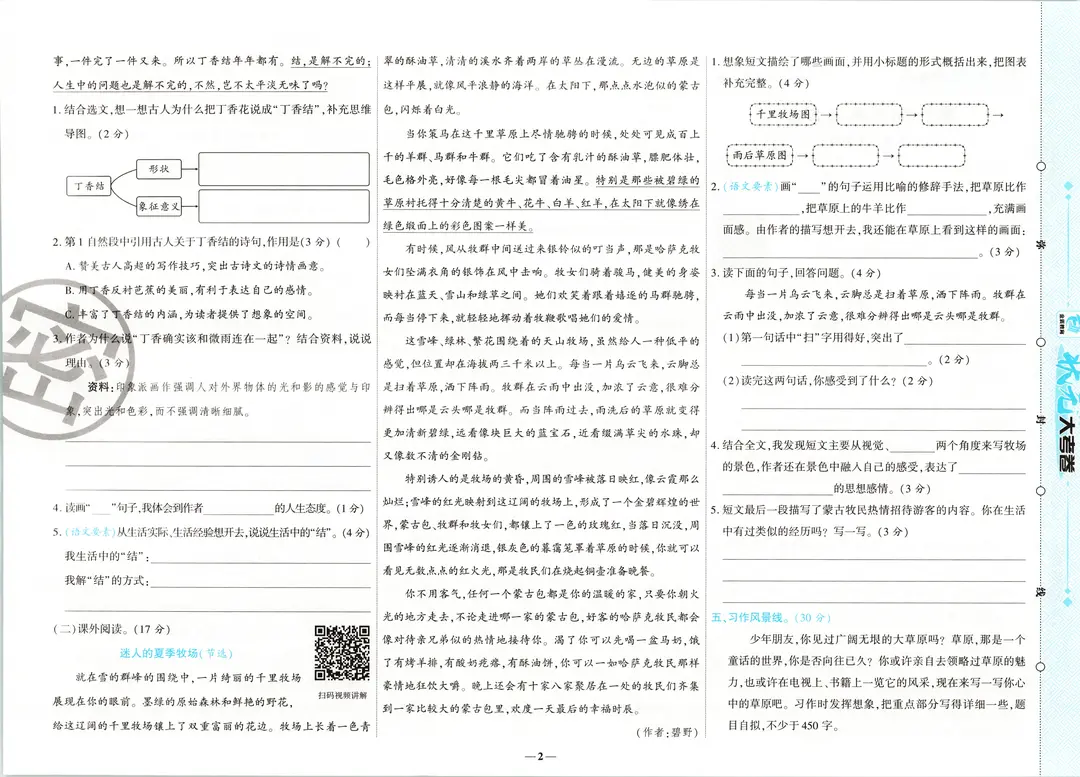 事,一件完了一件又来。所以丁香结年年都有。结,是解不完的;
人生中的问题也是解不完的,不然,岂不太平淡无味了吗?
1. 结合选文,想一想古人为什么把丁香花说成“丁香结”,补充思维
导图。(2 分)
形状
丁香结
象征意义
2. 第 1 自然段中引用古人关于丁香结的诗句,作用是(3 分) (    )
A. 赞美古人高超的写作技巧,突出古诗文的诗情画意。
B. 用丁香反衬芭蕉的美丽,有利于表达自己的感情。
C. 丰富了丁香结的内涵,为读者提供了想象的空间。
3. 作者为什么说“丁香确实该和微雨连在一起”? 结合资料,说说
理由。(3 分)
资料:印象派画作强调人对外界物体的光和影的感觉与印
象,突出光和色彩,而不强调清晰细腻。
密
4. 读画“____”句子,我体会到作者__________的人生态度。(1 分)
5. (语文要素)从生活实际、生活经验想开去,说说生活中的“结”。(4 分)
我生活中的“结”:
我解“结”的方式:
(二)课外阅读。(17 分)
迷人的夏季牧场(节选)
扫码视频讲解
就在雪的群峰的围绕中,一片绮丽的千里牧场
展现在你的眼前。墨绿的原始森林和鲜艳的野花,
给这辽阔的千里牧场镶上了双重富丽的花边。牧场上长着一色青
翠的酥油草,清清的溪水齐着两岸的草丛在漫流。无边的草原是
这样平展,就像风平浪静的海洋。在太阳下,那点点水泡似的蒙古
包,闪烁着白光。
当你策马在这千里草原上尽情驰骋的时候,处处可见成百上
千的羊群、马群和牛群。它们吃了含有乳汁的酥油草,膘肥体壮,
毛色格外亮,好像每一根毛尖都冒着油星。特别是那些被碧绿的
草原衬托得十分清楚的黄牛、花牛、白羊、红羊,在太阳下就像绣在
绿色缎面上的彩色图案一样美。
有时候,风从牧群中间送过来银铃似的叮当声,那是哈萨克牧
女们坠满衣角的银饰在风中击响。牧女们骑着骏马,健美的身姿
映衬在蓝天、雪山和绿草之间。她们欢笑着跟着嬉逐的马群驰骋,
而每当停下来,就轻轻地挥动着牧鞭歌唱她们的爱情。
这雪峰、绿林、繁花围绕着的天山牧场,虽然给人一种低平的
感觉,但位置却在海拔两三千米以上。每当一片乌云飞来,云脚总
是扫着草原,洒下阵雨。牧群在云雨中出没,加浓了云意,很难分
辨得出哪是云头哪是牧群。而当阵雨过去,雨洗后的草原就变得
更加清新碧绿,远看像块巨大的蓝宝石,近看缀满草尖的水珠,却
又像数不清的金刚钻。
特别诱人的是牧场的黄昏,周围的雪峰被落日映红,像云霞那么
灿烂;雪峰的红光映射到这辽阔的牧场上,形成了一个金碧辉煌的世
界,蒙古包、牧群和牧女们,都镶上了一色的玫瑰红,当落日沉没,周
围雪峰的红光逐渐消退,银灰色的暮霭笼罩着草原的时候,你就可以
看见无数点点的红火光,那是牧民们在烧起铜壶准备晚餐。
你不用客气,任何一个蒙古包都是你的温暖的家,只要你朝火
光的地方走去,不论走进哪一家的蒙古包,好客的哈萨克牧民都会
像对待亲兄弟似的热情地接待你。渴了你可以先喝一盆马奶,饿
了有烤羊排,有酸奶疙瘩,有酥油饼,你可以一如哈萨克牧民那样
豪情地狂饮大嚼。晚上还会有十家八家聚居在一处的牧民们齐集
到一家比较大的蒙古包里,欢度一天最后的幸福时辰。
(作者:碧野)
1. 想象短文描绘了哪些画面,并用小标题的形式概括出来,把图表
补充完整。(4 分)
千里牧场图 → → →
雨后草原图 → →
2. (语文要素)画“____”的句子运用比喻的修辞手法,把草原比作
__________,把草原上的牛羊比作__________,充满画
面感。由作者的描写想开去,我还能在草原上看到这样的画面:
__________。(3 分)
3. 读下面的句子,回答问题。(4 分)
每当一片乌云飞来,云脚总是扫着草原,洒下阵雨。牧群在
云雨中出没,加浓了云意,很难分辨得出哪是云头哪是牧群。
(1)第一句话中“扫”字用得好,突出了__________
__________。(2 分)
(2)读完这两句话,你感受到了什么? (2 分)
4. 结合全文,我发现短文主要从视觉、______两个角度来写牧场
的景色,作者还在景色中融入自己的感受,表达了__________
__________的思想感情。(3 分)
5. 短文最后一段描写了蒙古牧民热情招待游客的内容。你在生活
中有过类似的经历吗? 写一写。(3 分)
五、习作风景线。(30 分)
少年朋友,你见过广阔无垠的大草原吗? 草原,那是一个
童话的世界,你是否向往已久? 你或许亲自去领略过草原的魅
力,也或许在电视上、书籍上一览它的风采,现在来写一写你心
中的草原吧。习作时发挥想象,把重点部分写得详细一些,题
目自拟,不少于 450 字。
— 2 —
弥
封
线
状元大考卷